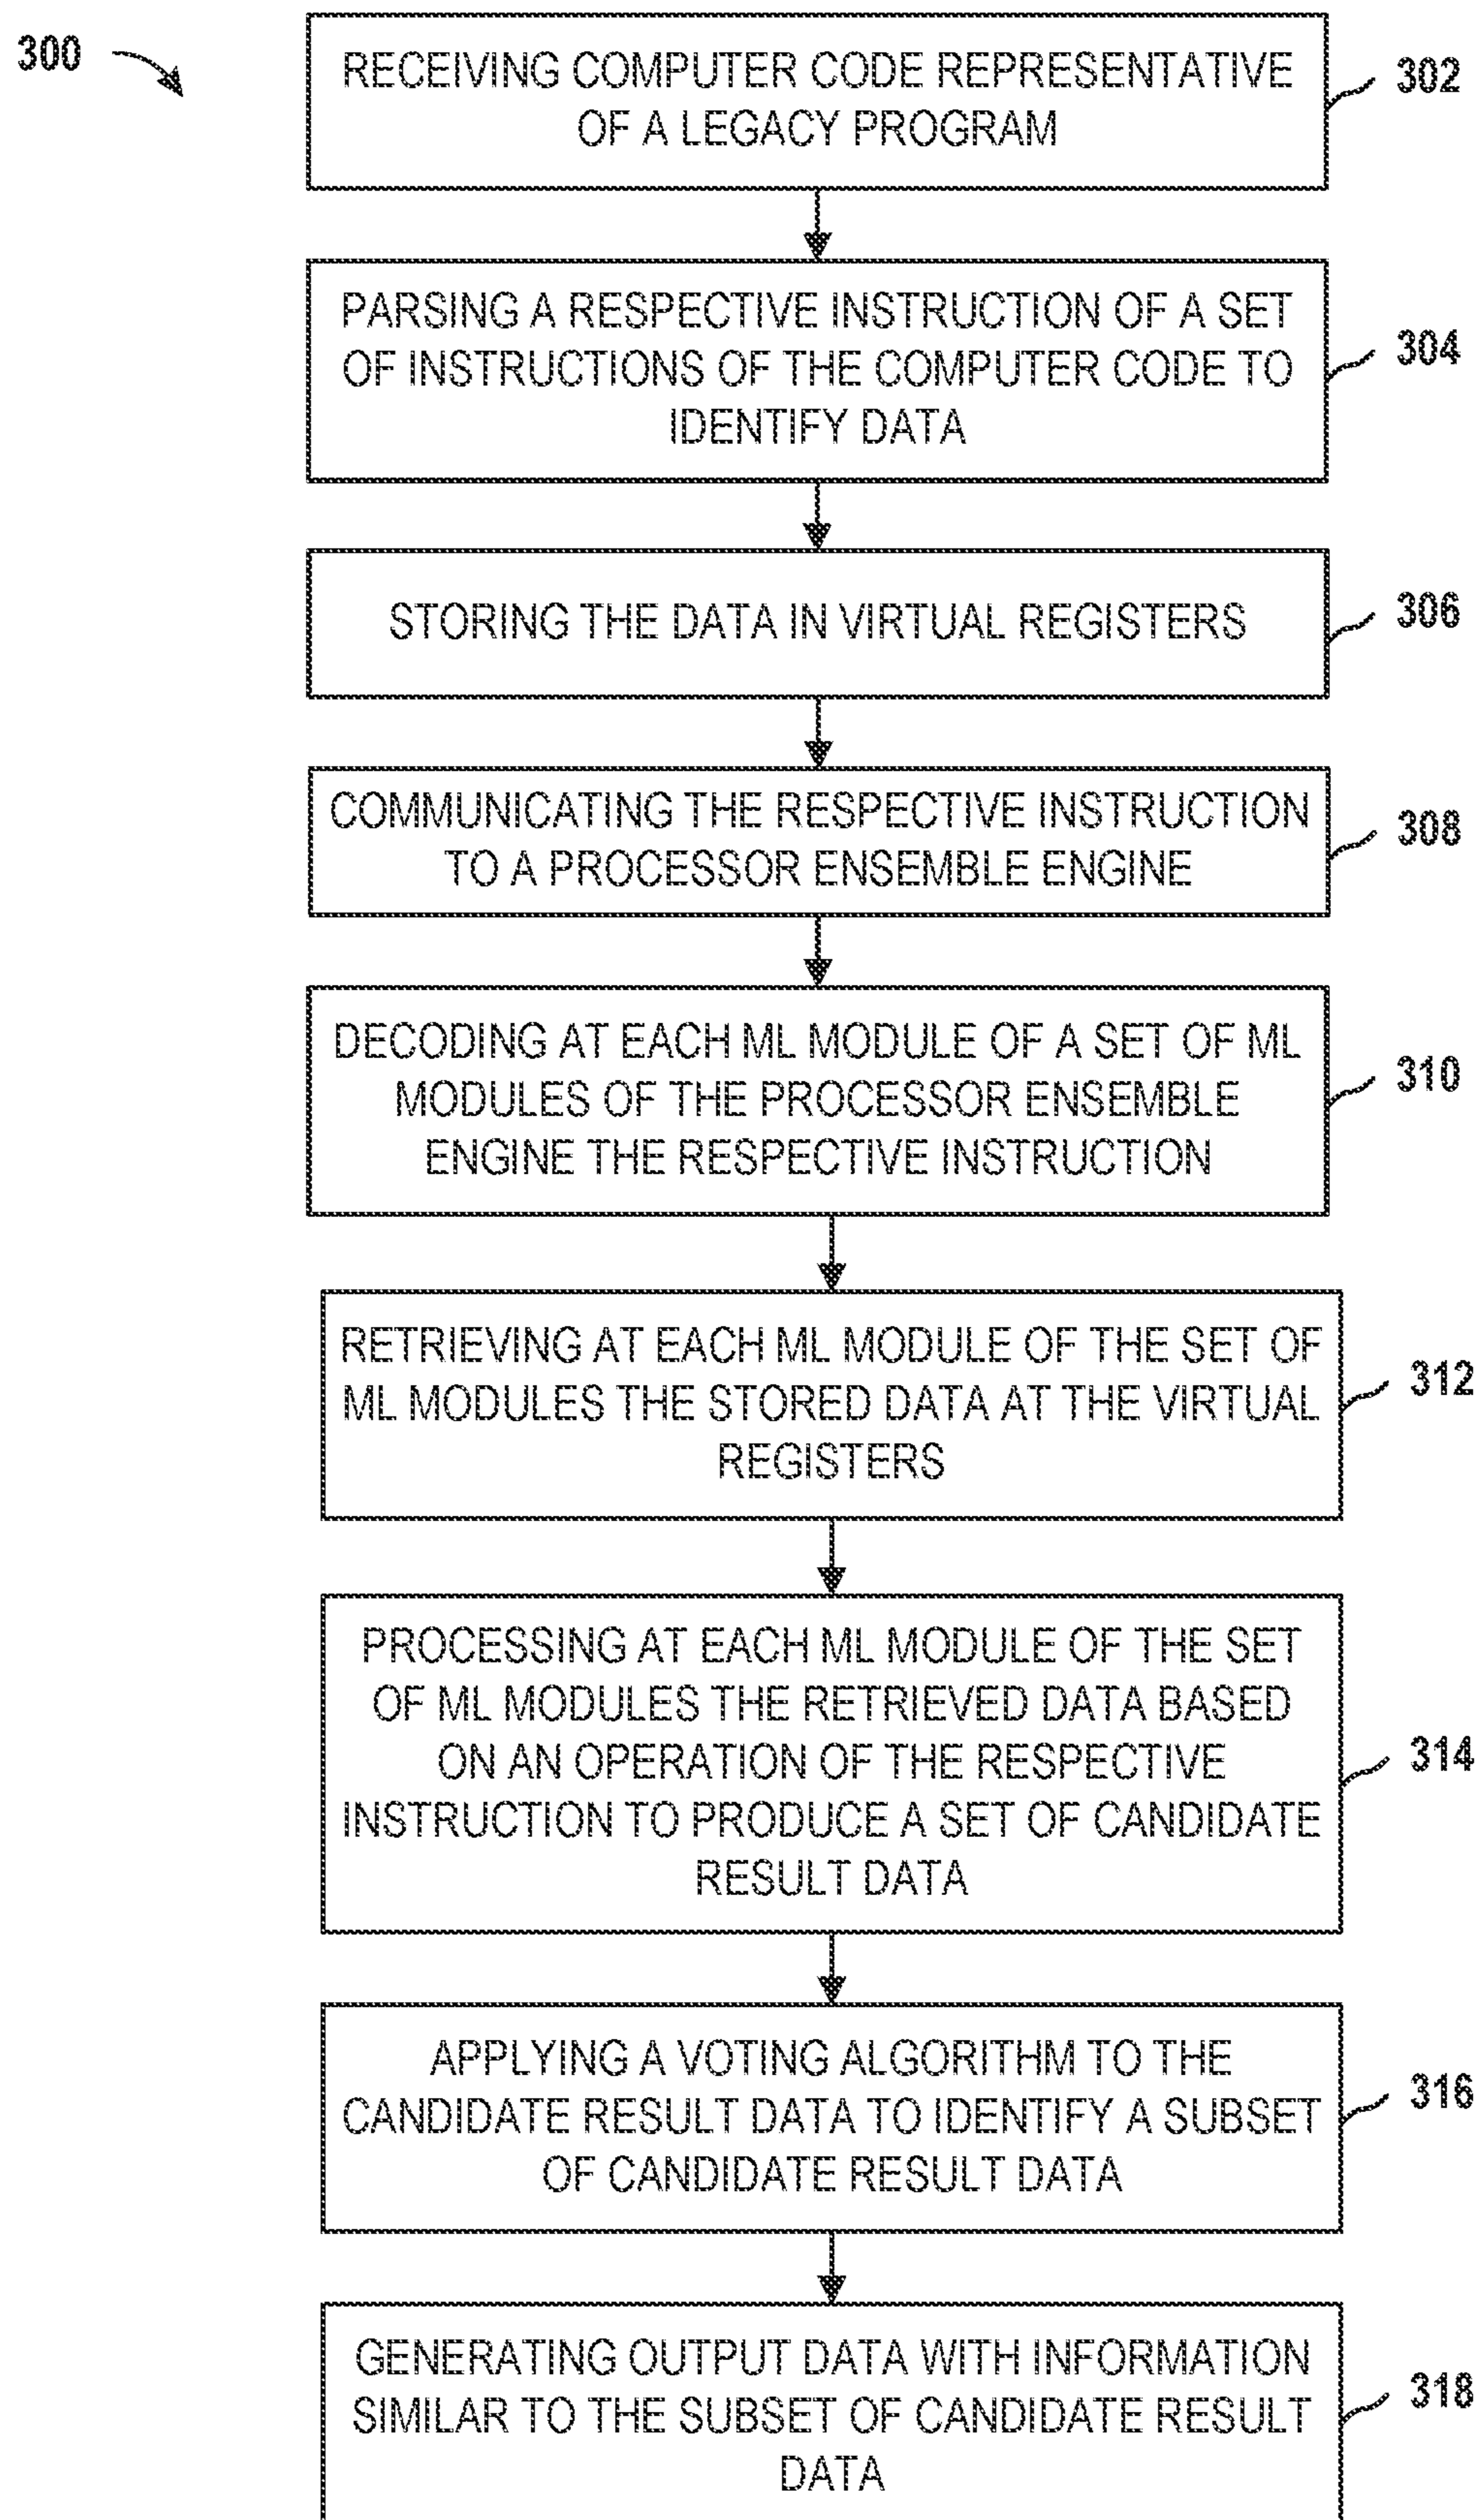 300
RECEIVING COMPUTER CODE REPRESENTATIVE
OF A LEGACY PROGRAM
302
PARSING A RESPECTIVE INSTRUCTION OF A SET
OF INSTRUCTIONS OF THE COMPUTER CODE TO
IDENTIFY DATA
304
STORING THE DATA IN VIRTUAL REGISTERS
306
COMMUNICATING THE RESPECTIVE INSTRUCTION
TO A PROCESSOR ENSEMBLE ENGINE
308
DECODING AT EACH ML MODULE OF A SET OF ML
MODULES OF THE PROCESSOR ENSEMBLE
ENGINE THE RESPECTIVE INSTRUCTION
310
RETRIEVING AT EACH ML MODULE OF THE SET OF
ML MODULES THE STORED DATA AT THE VIRTUAL
REGISTERS
312
PROCESSING AT EACH ML MODULE OF THE SET
OF ML MODULES THE RETRIEVED DATA BASED
ON AN OPERATION OF THE RESPECTIVE
INSTRUCTION TO PRODUCE A SET OF CANDIDATE
RESULT DATA
314
APPLYING A VOTING ALGORITHM TO THE
CANDIDATE RESULT DATA TO IDENTIFY A SUBSET
OF CANDIDATE RESULT DATA
316
GENERATING OUTPUT DATA WITH INFORMATION
SIMILAR TO THE SUBSET OF CANDIDATE RESULT
DATA
318